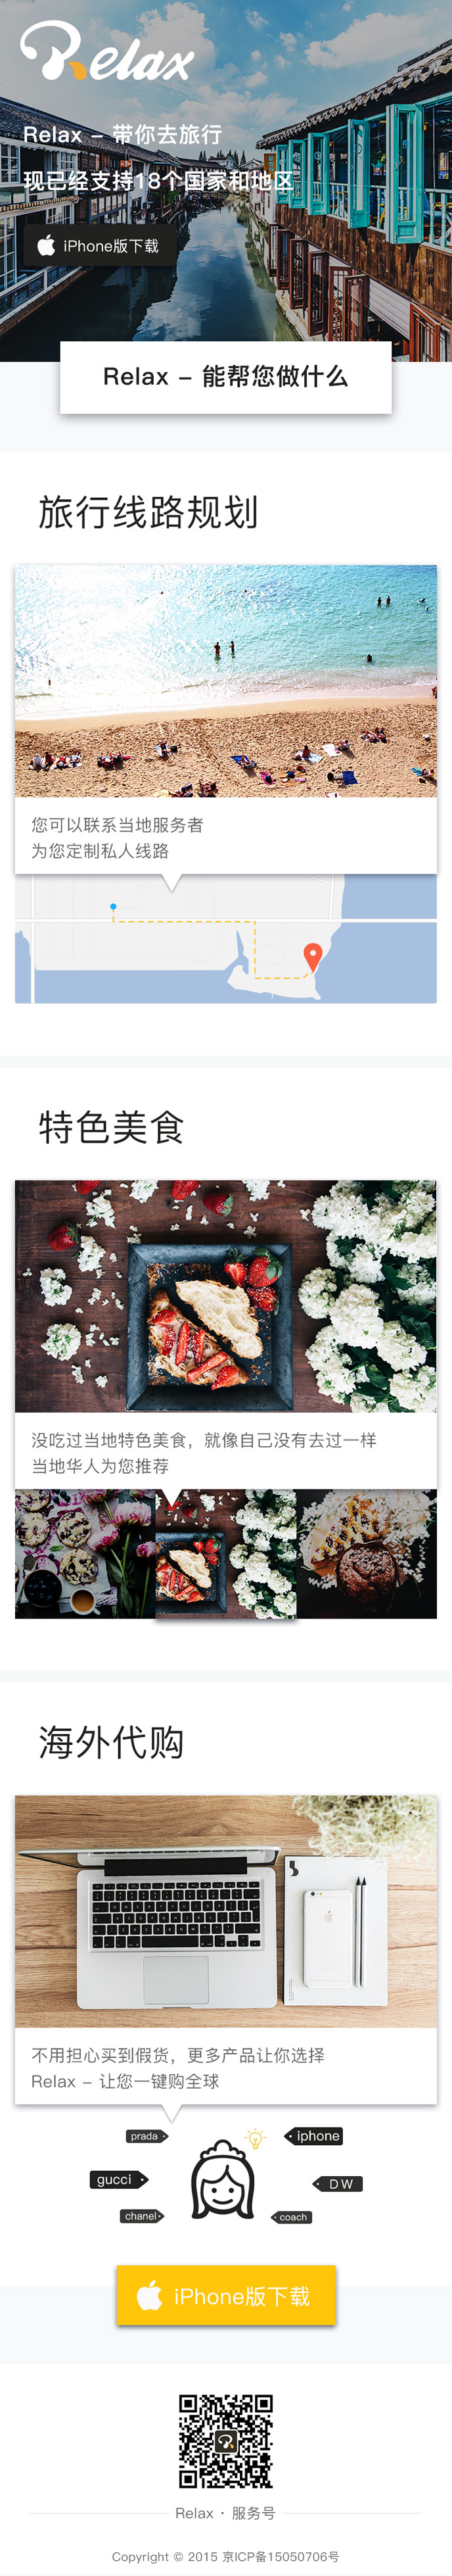 Relax
Relax – 带你去旅行
现已经支持18个国家和地区
iPhone版下载
Relax – 能帮您做什么
旅行线路规划
您可以联系当地服务者
为您定制私人线路
特色美食
没吃过当地特色美食，就像自己没有去过一样
当地华人为您推荐
海外代购
不用担心买到假货，更多产品让你选择
Relax – 让您一键购全球
prada
iphone
gucci
DW
chanel
coach
iPhone版下载
Relax · 服务号
Copyright © 2015 京ICP备15050706号